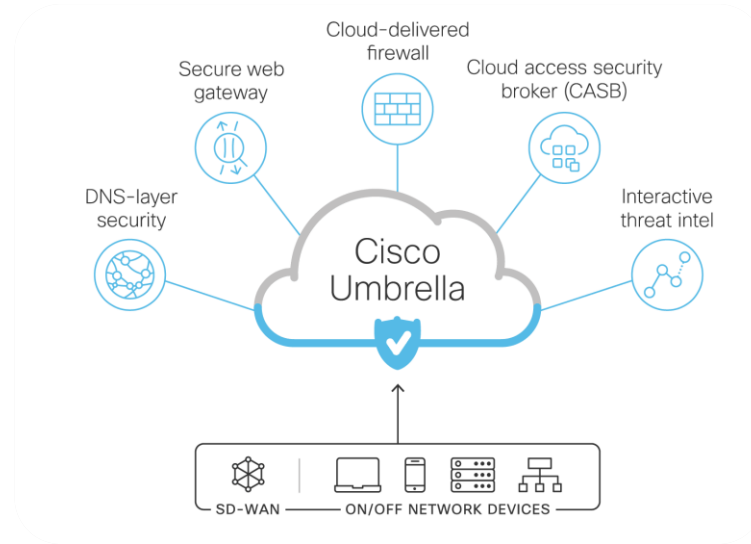 Cloud-delivered
firewall
Secure web
gateway
Cloud access security
broker (CASB)
DNS-layer
security
Interactive
threat intel
Cisco
Umbrella
SD-WAN
ON/OFF NETWORK DEVICES